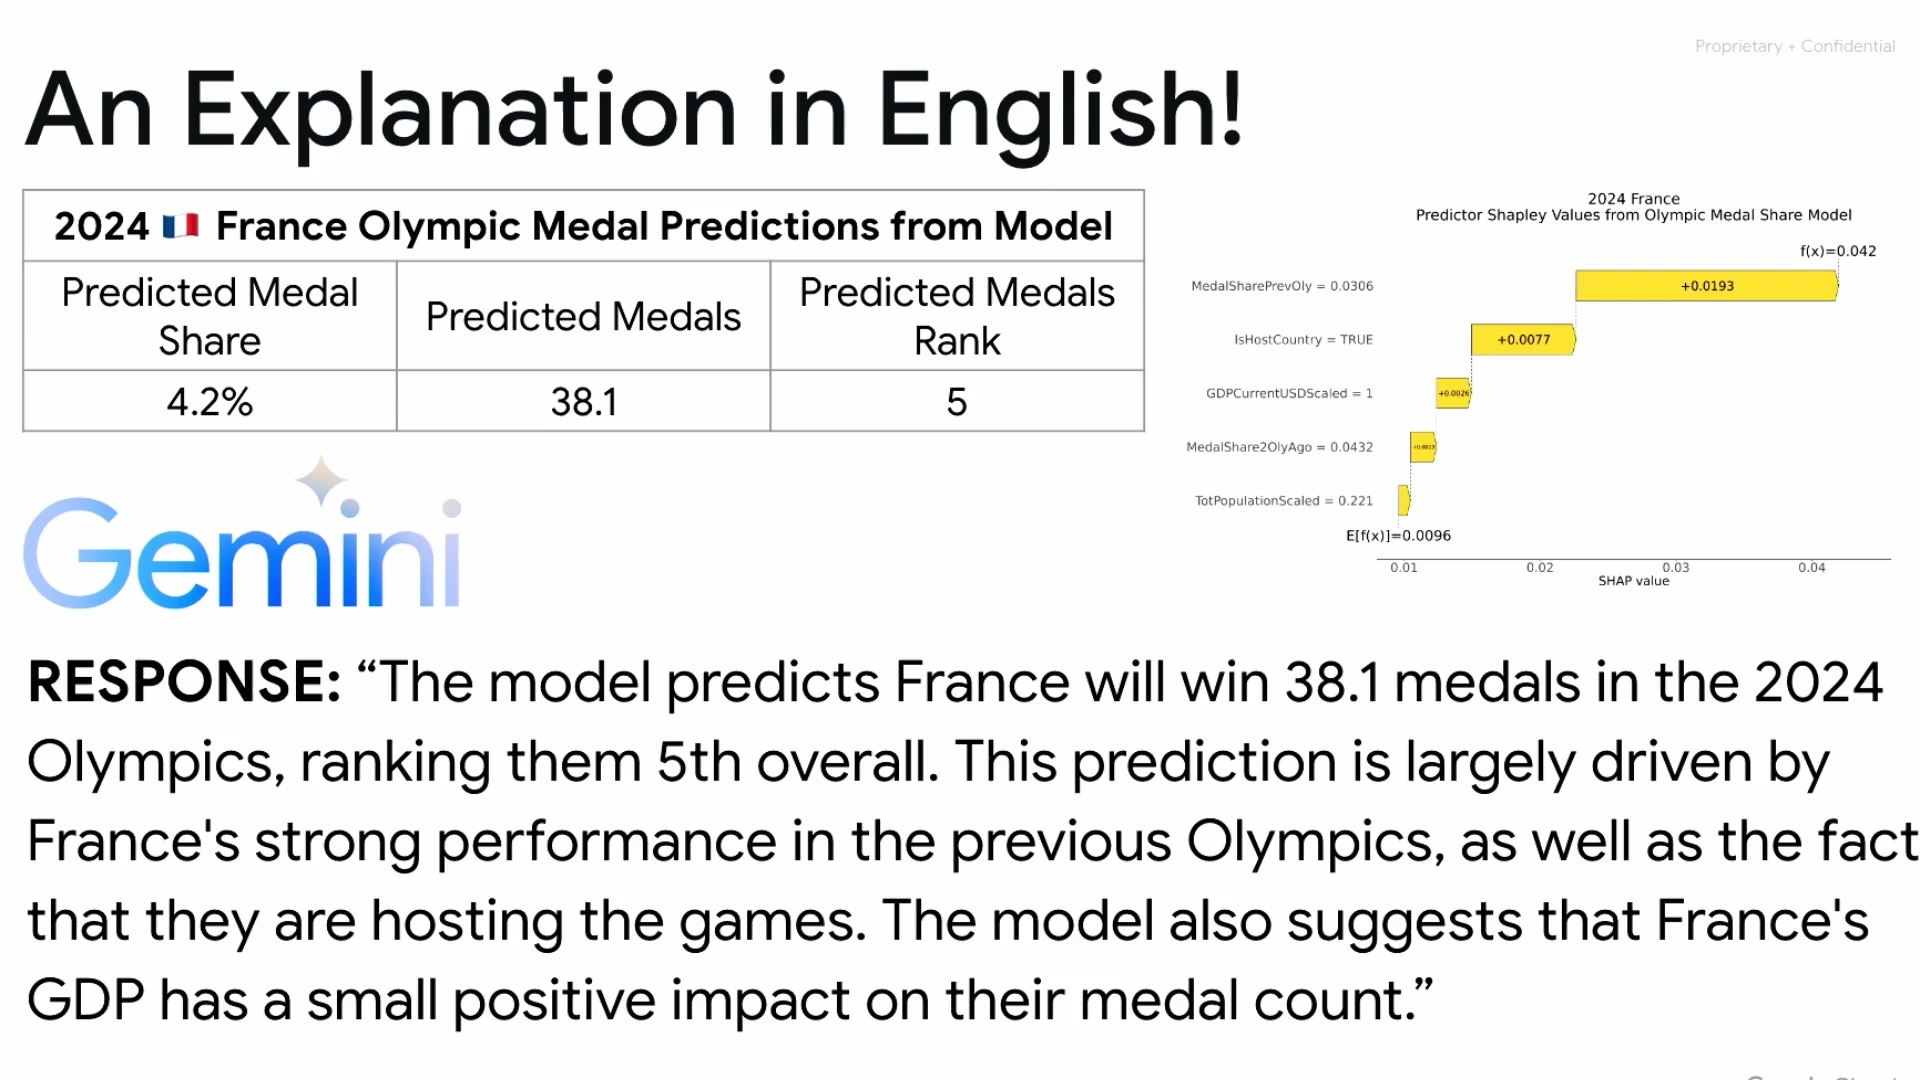 Proprietary + Confidential
An Explanation in English!
2024 France Olympic Medal Predictions from Model
Predicted Medal
Share
Predicted Medals
Predicted Medals
Rank
4.2%
38.1
5
2024 France
Predictor Shapley Values from Olympic Medal Share Model
f(x)=0.042
MedalSharePrevOly = 0.0306
+0.0193
IsHostCountry = TRUE
+0.0077
GDPCurrentUSDScaled = 1
+0.0026
MedalShare2OlyAgo = 0.0432
TotPopulationScaled = 0.221
E[f(x)]=0.0096
0.01
0.02
0.03
0.04
SHAP value
Gemini
RESPONSE: “The model predicts France will win 38.1 medals in the 2024
Olympics, ranking them 5th overall. This prediction is largely driven by
France's strong performance in the previous Olympics, as well as the fact
that they are hosting the games. The model also suggests that France's
GDP has a small positive impact on their medal count.”